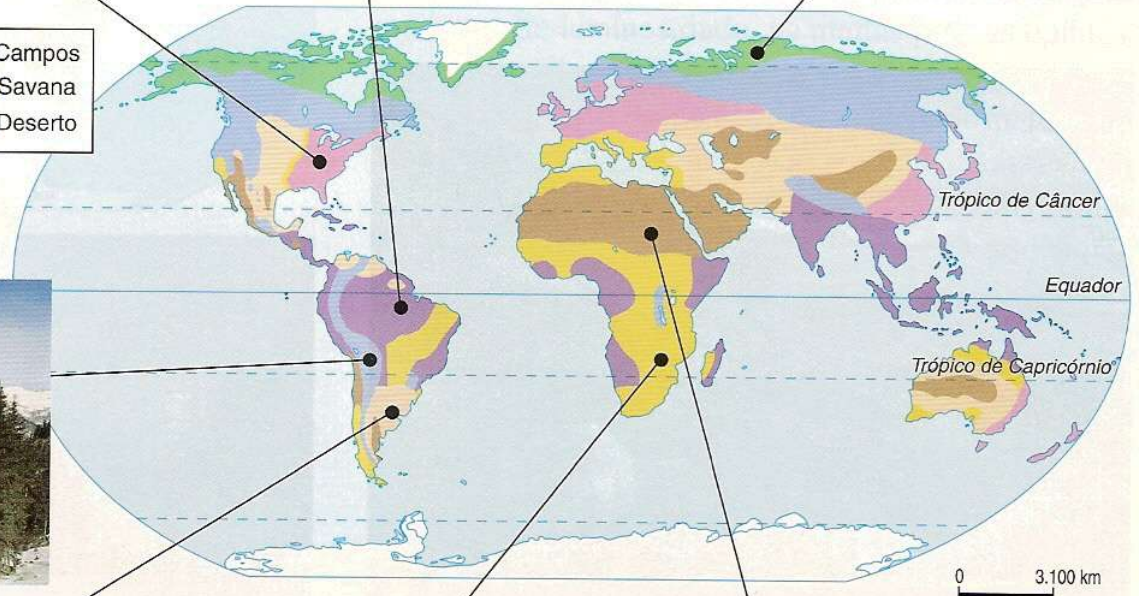 Campos
Savana
Deserto
Trópico de Câncer
Equador
Trópico de Capricórnio
0 3.100 km